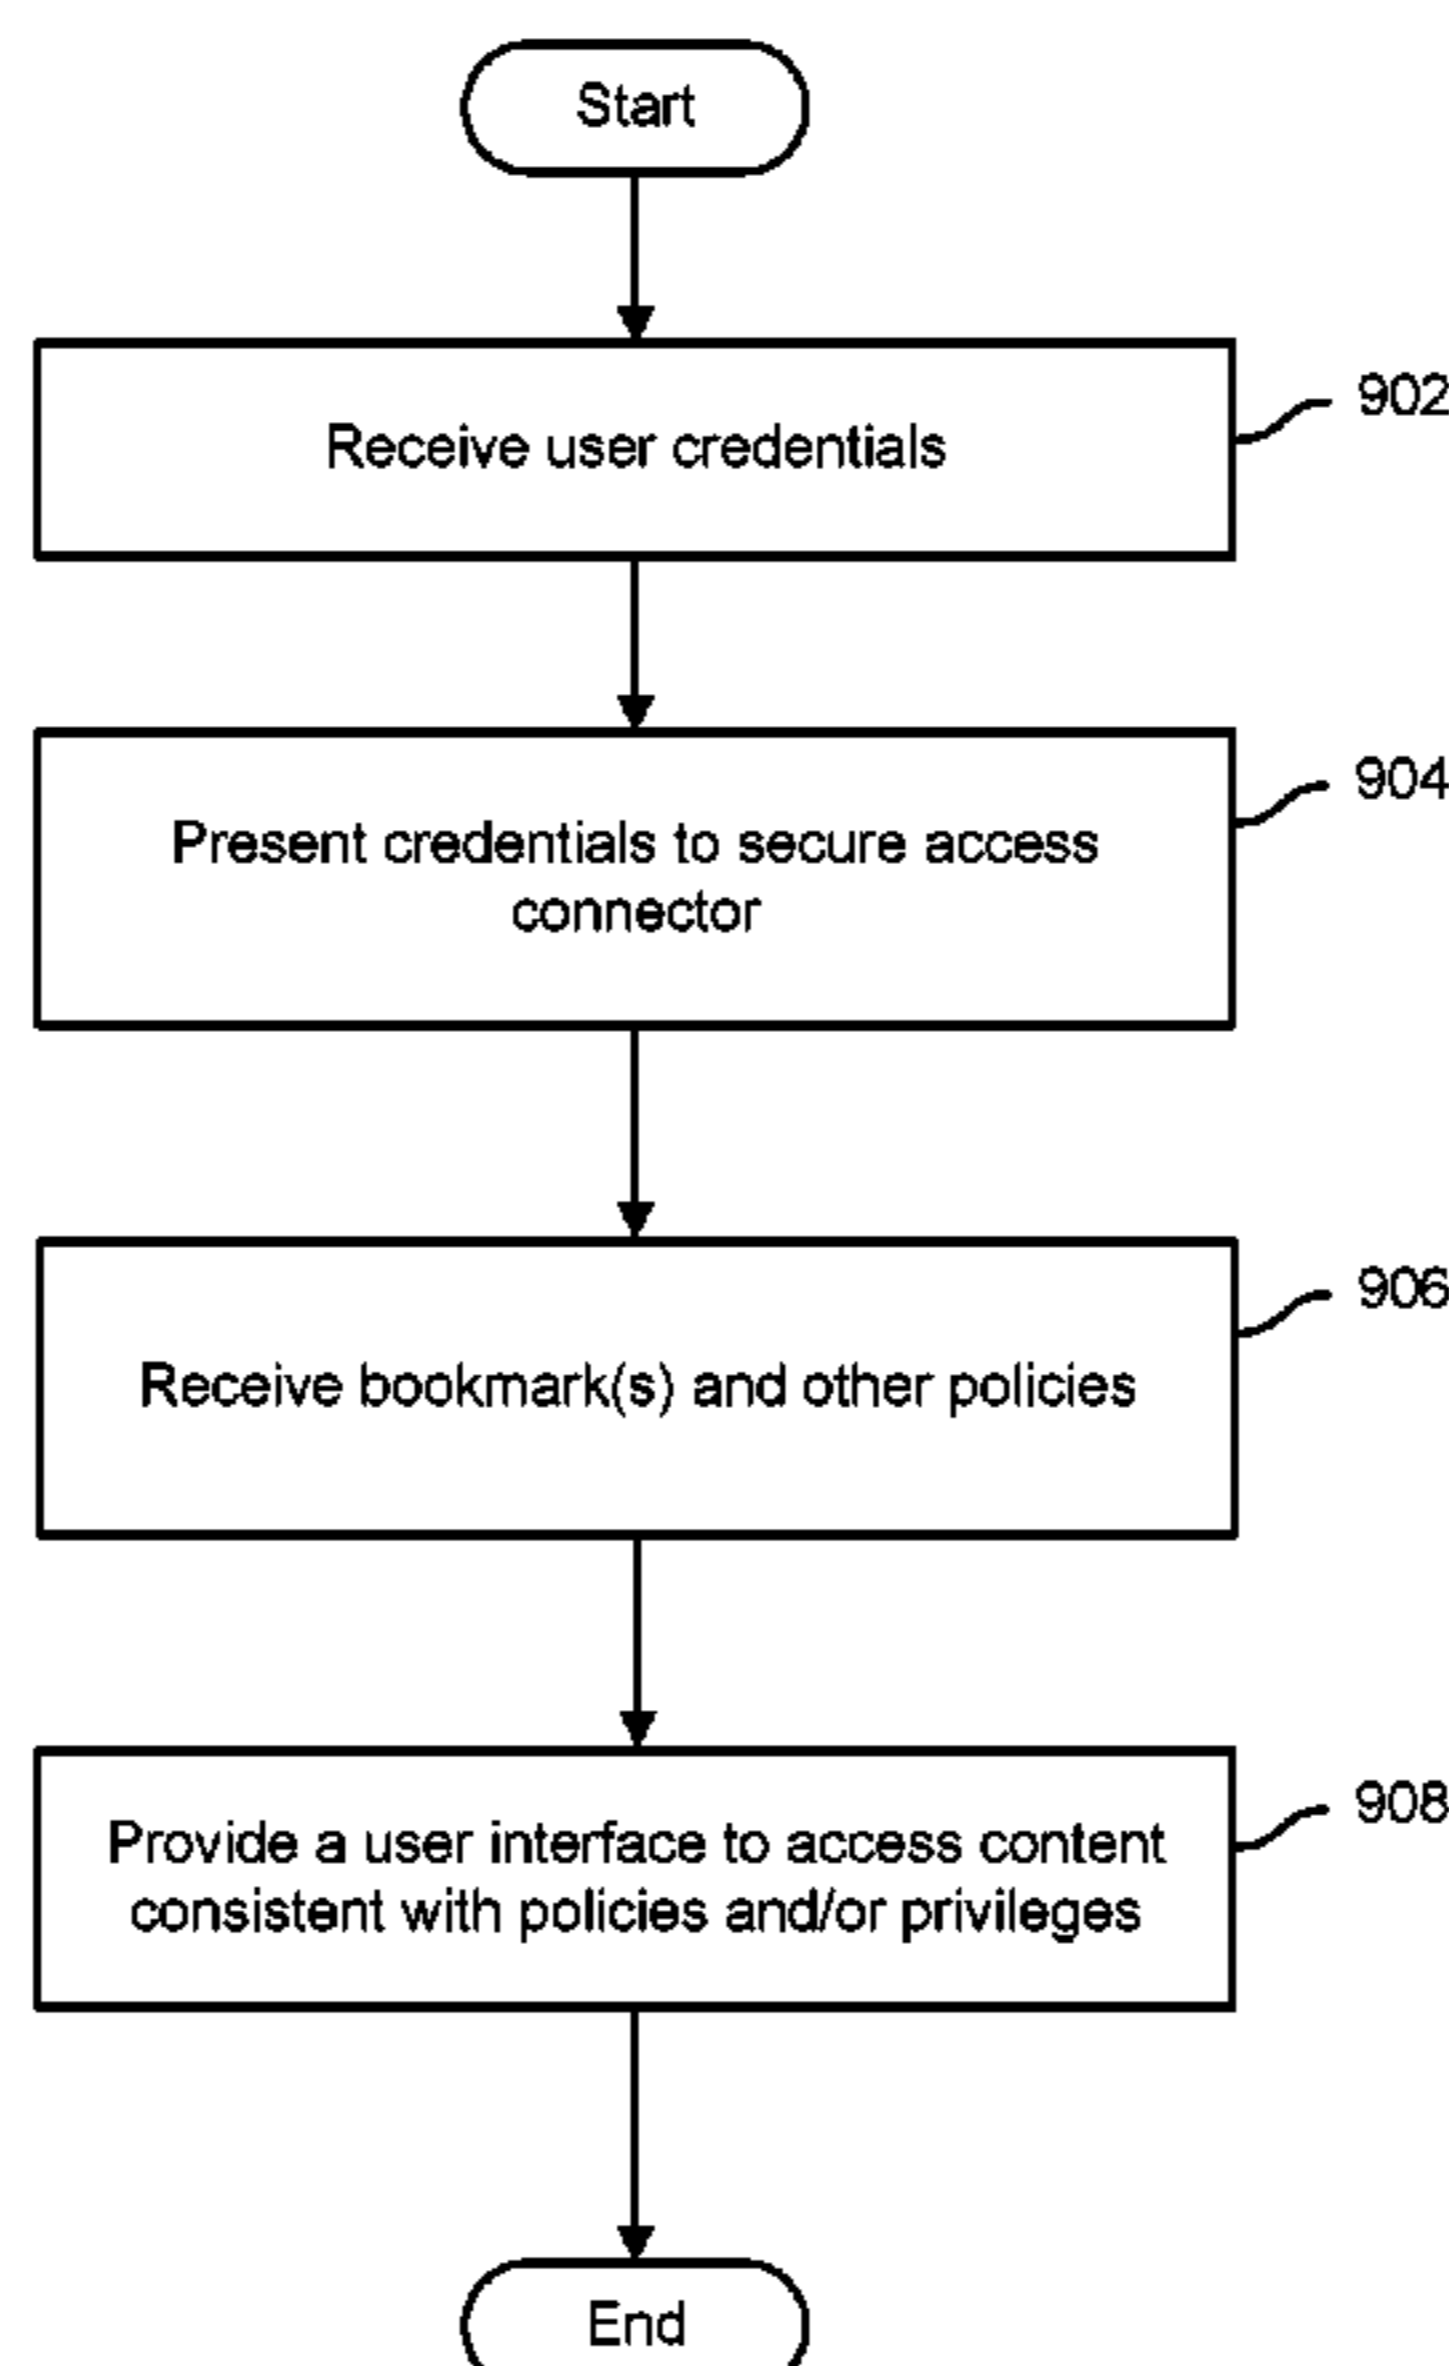 Start
Receive user credentials
902
Present credentials to secure access
connector
904
Receive bookmark(s) and other policies
906
Provide a user interface to access content
consistent with policies and/or privileges
908
End